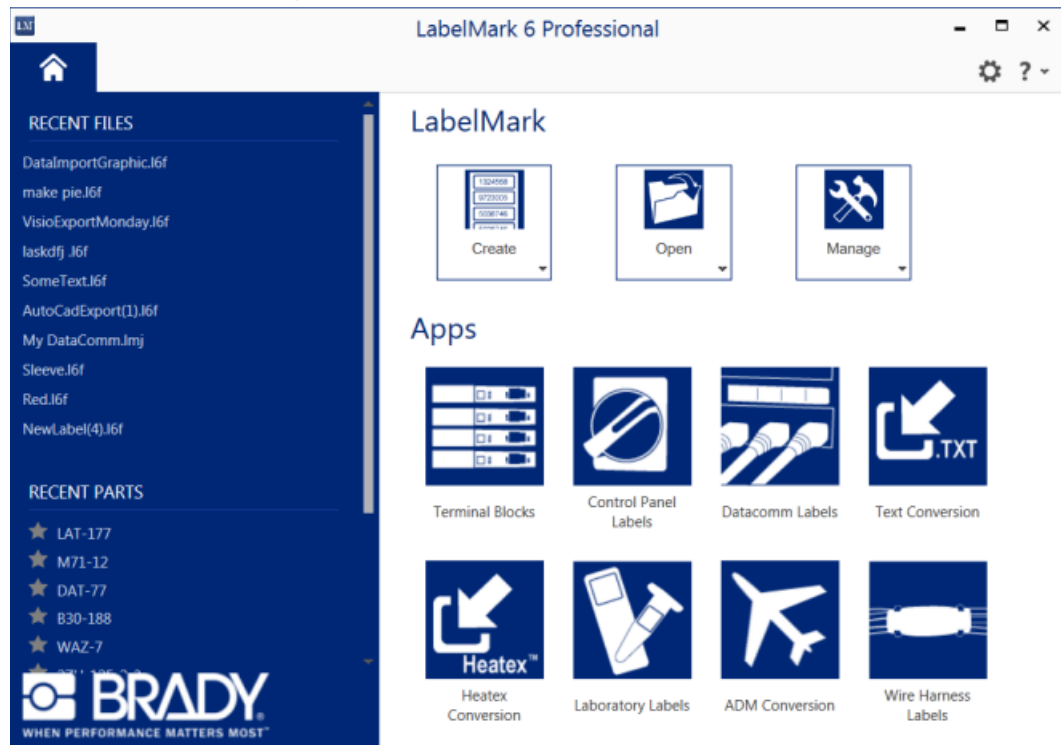 LM
LabelMark 6 Professional
?
RECENT FILES
DataImportGraphic.l6f
make pie.l6f
VisioExportMonday.l6f
laskdfj .l6f
SomeText.l6f
AutoCadExport(1).l6f
My DataComm.lmj
Sleeve.l6f
Red.l6f
NewLabel(4).l6f
RECENT PARTS
LAT-177
M71-12
DAT-77
B30-188
WAZ-7
BRADY®
WHEN PERFORMANCE MATTERS MOST™
LabelMark
1324568
9723005
Create
Open
Manage
Apps
Terminal Blocks
Control Panel
Labels
Datacomm Labels
.TXT
Text Conversion
Heatex™
Heatex
Conversion
Laboratory Labels
ADM Conversion
Wire Harness
Labels